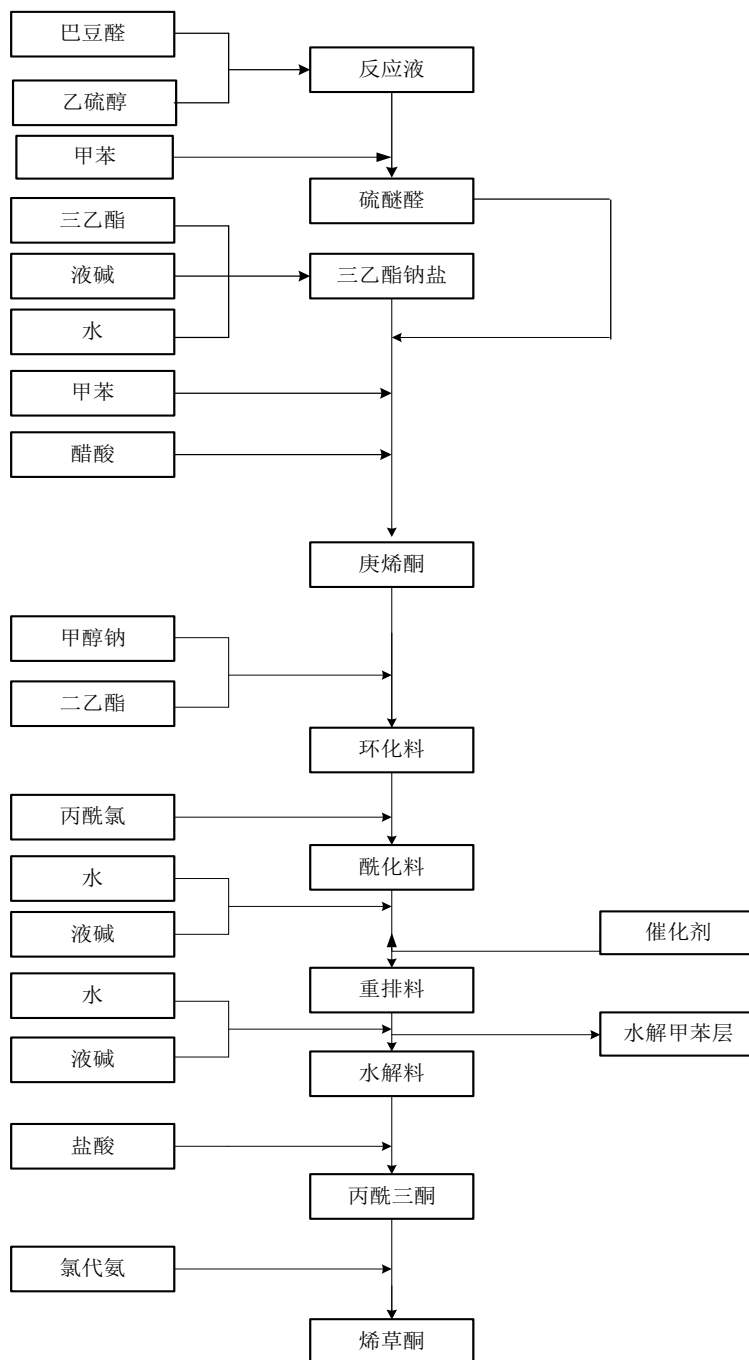 巴豆醛
反应液
乙硫醇
甲苯
硫醚醛
三乙酯
液碱
三乙酯钠盐
水
甲苯
醋酸
庚烯酮
甲醇钠
二乙酯
环化料
丙酰氯
酰化料
水
液碱
催化剂
重排料
水
水解甲苯层
液碱
水解料
盐酸
丙酰三酮
氯代氨
烯草酮